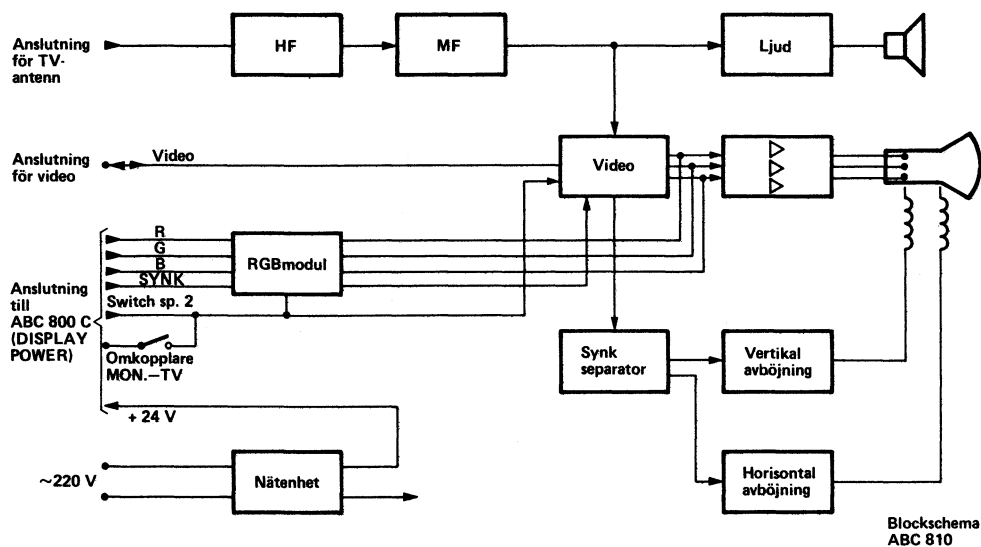 Anslutning
för TV-
antenn
HF
MF
Ljud
Anslutning
för video
Video
Video
R
G
B
SYNK
RGBmodul
Anslutning
till
ABC 800 C
(DISPLAY
POWER)
Switch sp. 2
Omkopplare
MON.–TV
+ 24 V
Synk
separator
Vertikal
avböjning
~220 V
Nätenhet
Horisontal
avböjning
Blockschema
ABC 810